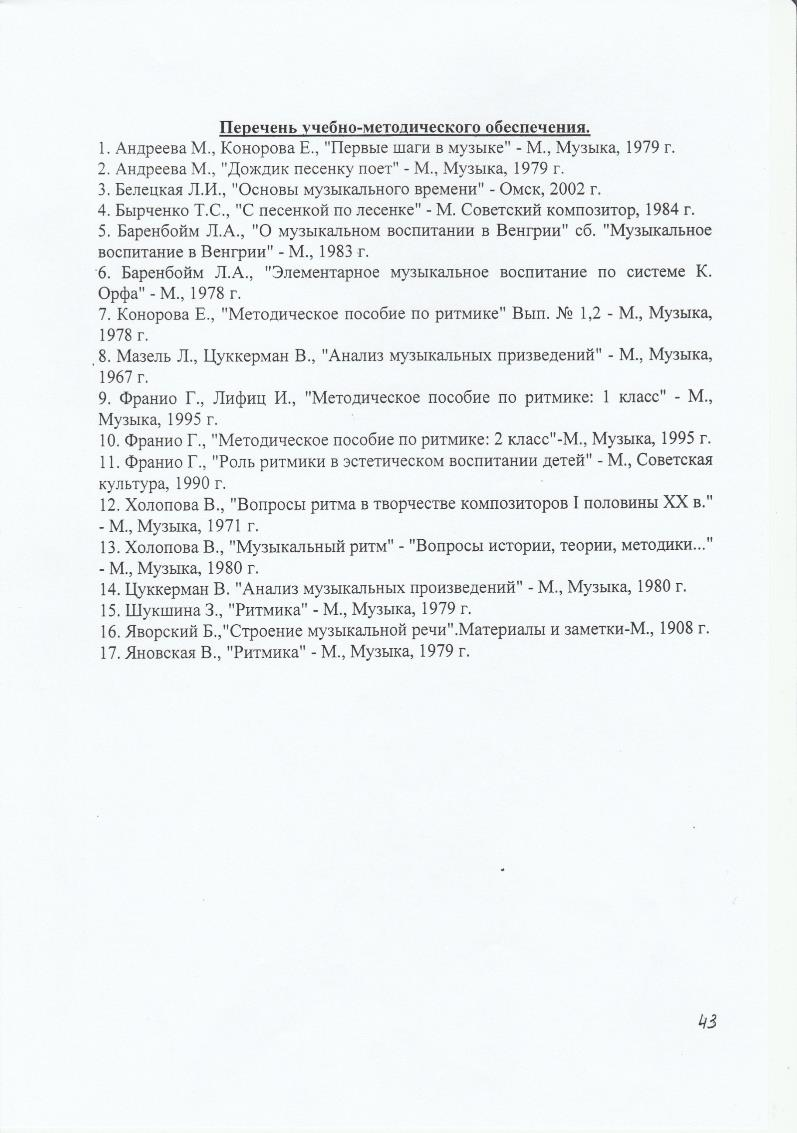 Перечень учебно-методического обеспечения.
1. Андреева М., Конорова Е., "Первые шаги в музыке" - М., Музыка, 1979 г.
2. Андреева М., "Дождик песенку поет" - М., Музыка, 1979 г.
3. Белецкая Л.И., "Основы музыкального времени" - Омск, 2002 г.
4. Бырченко Т.С., "С песенкой по лесенке" - М. Советский композитор, 1984 г.
5. Баренбойм Л.А., "О музыкальном воспитании в Венгрии" сб. "Музыкальное
воспитание в Венгрии" - М., 1983 г.
6. Баренбойм Л.А., "Элементарное музыкальное воспитание по системе К.
Орфа" - М., 1978 г.
7. Конорова Е., "Методическое пособие по ритмике" Вып. № 1,2 - М., Музыка,
1978 г.
8. Мазель Л., Цуккерман В., "Анализ музыкальных призведений" - М., Музыка,
1967 г.
9. Франио Г., Лифиц И., "Методическое пособие по ритмике: 1 класс" - М.,
Музыка, 1995 г.
10. Франио Г., "Методическое пособие по ритмике: 2 класс"-М., Музыка, 1995 г.
11. Франио Г., "Роль ритмики в эстетическом воспитании детей" - М., Советская
культура, 1990 г.
12. Холопова В., "Вопросы ритма в творчестве композиторов I половины XX в."
- М., Музыка, 1971 г.
13. Холопова В., "Музыкальный ритм" - "Вопросы истории, теории, методики..."
- М., Музыка, 1980 г.
14. Цуккерман В. "Анализ музыкальных произведений" - М., Музыка, 1980 г.
15. Шукшина З., "Ритмика" - М., Музыка, 1979 г.
16. Яворский Б.,"Строение музыкальной речи".Материалы и заметки-М., 1908 г.
17. Яновская В., "Ритмика" - М., Музыка, 1979 г.
43